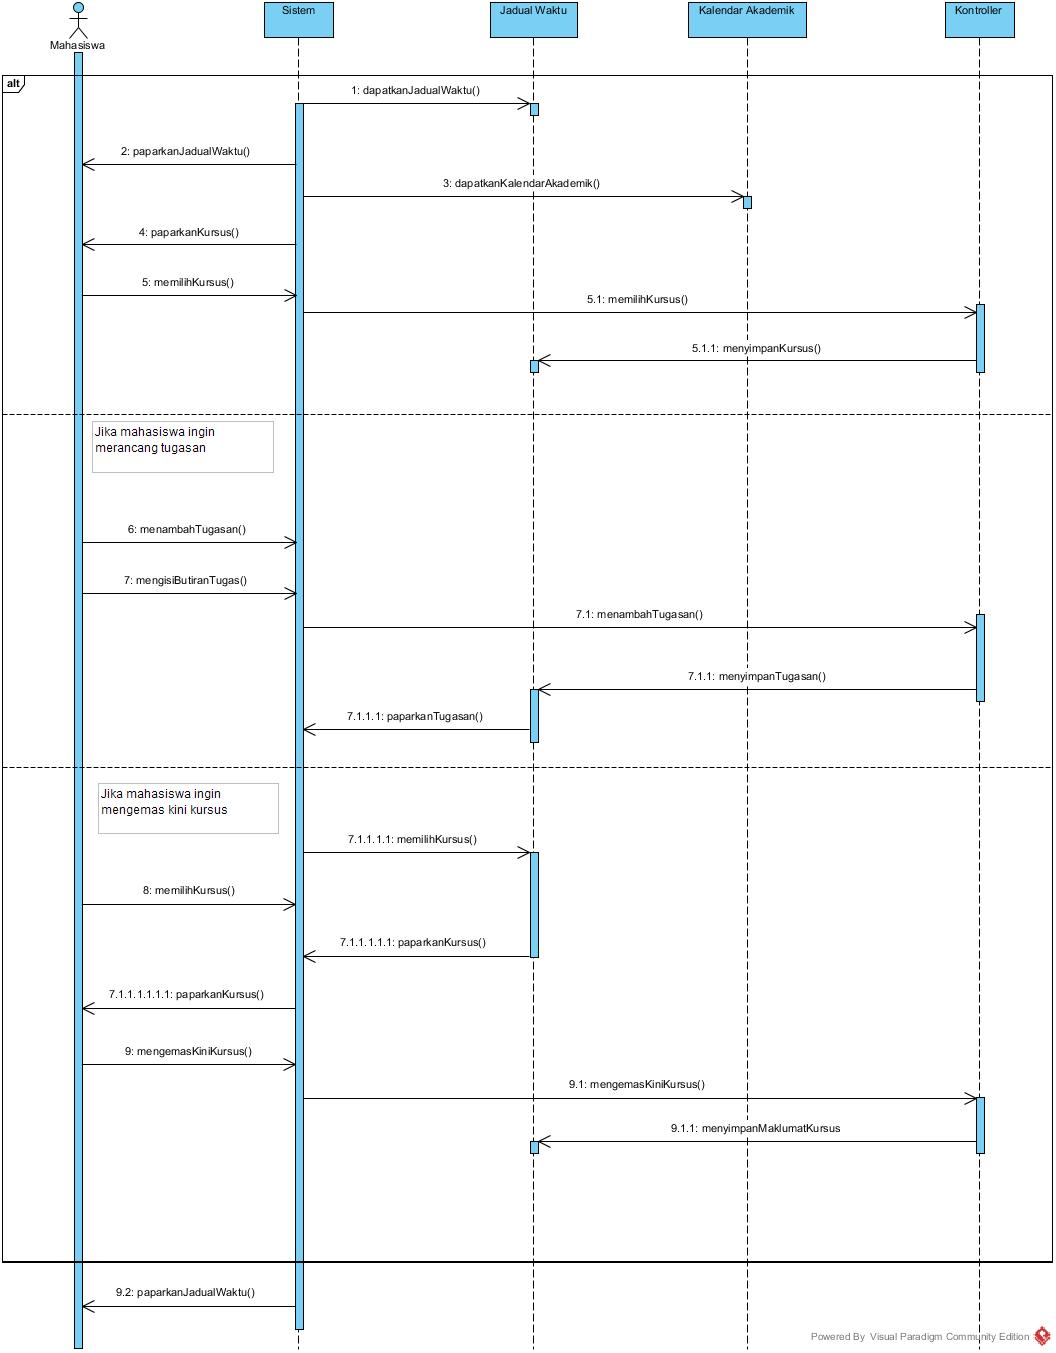 Mahasiswa
Sistem
Jadual Waktu
Kalendar Akademik
Kontroller
alt
1: dapatkanJadualWaktu()
2: paparkanJadualWaktu()
3: dapatkanKalendarAkademik()
4: paparkanKursus()
5: memilihKursus()
5.1: memilihKursus()
5.1.1: menyimpanKursus()
Jika mahasiswa ingin
merancang tugasan
6: menambahTugasan()
7: mengisiButiranTugas()
7.1: menambahTugasan()
7.1.1: menyimpanTugasan()
7.1.1.1: paparkanTugasan()
Jika mahasiswa ingin
mengemas kini kursus
7.1.1.1.1: memilihKursus()
8: memilihKursus()
7.1.1.1.1.1: paparkanKursus()
7.1.1.1.1.1.1: paparkanKursus()
9: mengemasKiniKursus()
9.1: mengemasKiniKursus()
9.1.1: menyimpanMaklumatKursus
9.2: paparkanJadualWaktu()
Powered By Visual Paradigm Community Edition